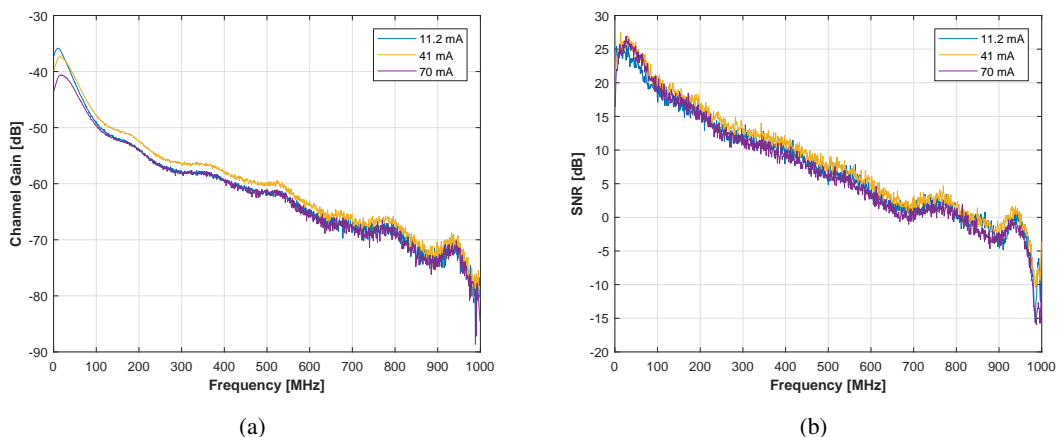 -30
-40
-50
-60
-70
-80
-90
Channel Gain [dB]
0 100 200 300 400 500 600 700 800 900 1000
Frequency [MHz]
11.2 mA
41 mA
70 mA
(a)
30
25
20
15
10
5
0
-5
-10
-15
-20
SNR [dB]
0 100 200 300 400 500 600 700 800 900 1000
Frequency [MHz]
11.2 mA
41 mA
70 mA
(b)